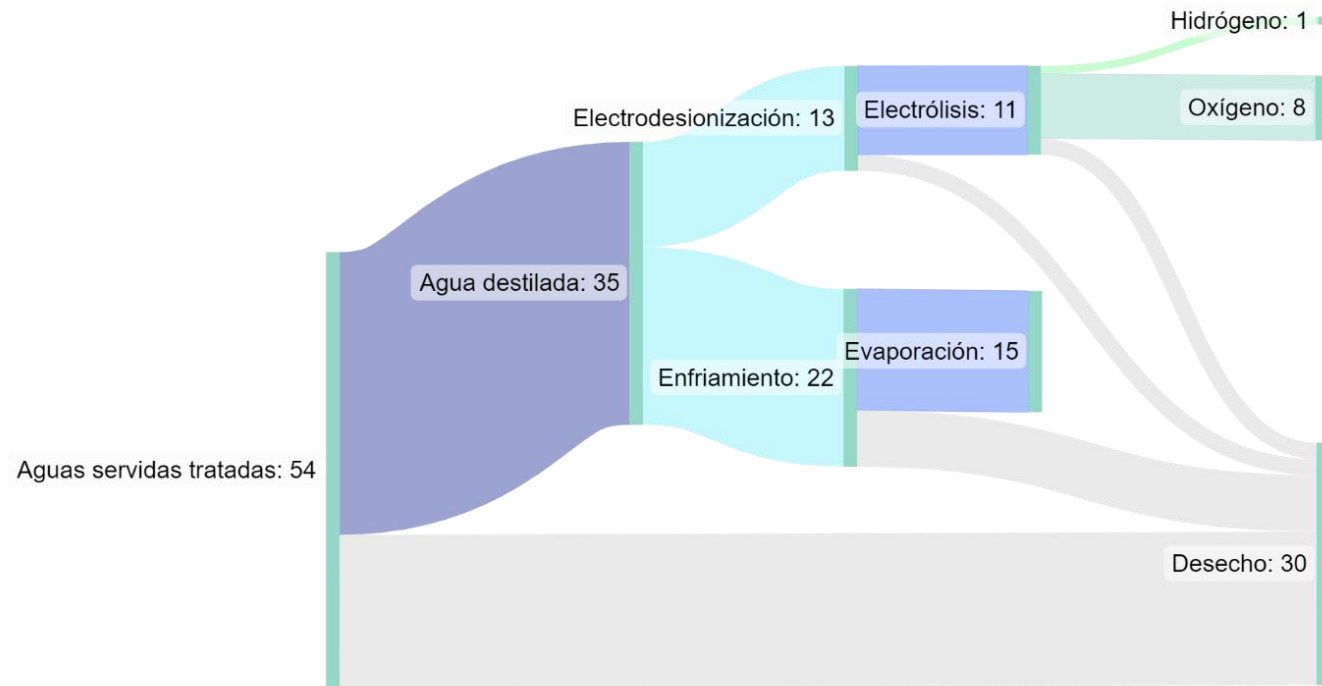 Hidrógeno: 1
Electrodesionización: 13
Electrólisis: 11
Oxígeno: 8
Agua destilada: 35
Evaporación: 15
Enfriamiento: 22
Aguas servidas tratadas: 54
Desecho: 30